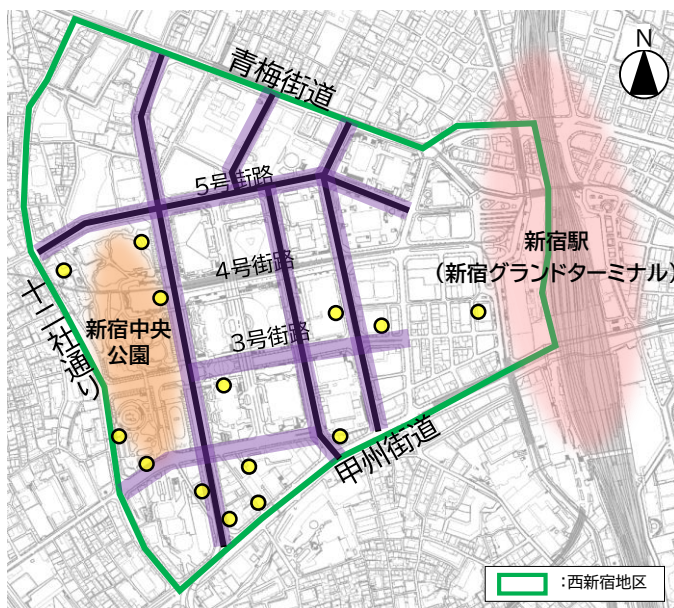 N
青梅街道
5号街路
新宿駅
(新宿グランドターミナル)
4号街路
十二社通り
新宿中央
公園
3号街路
甲州街道
:西新宿地区